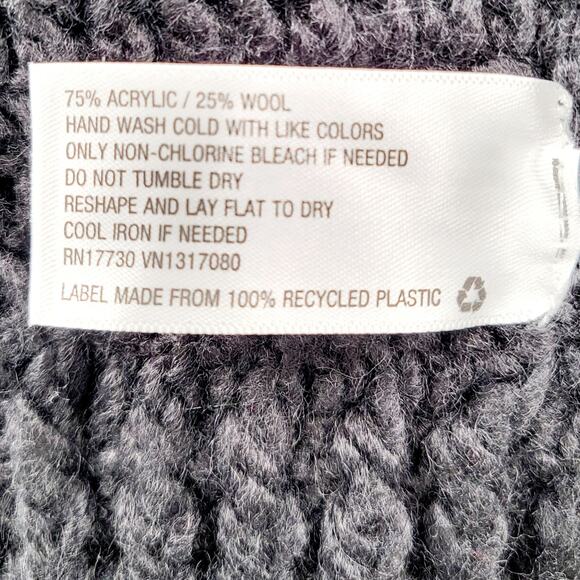 75% ACRYLIC / 25% WOOL
HAND WASH COLD WITH LIKE COLORS
ONLY NON-CHLORINE BLEACH IF NEEDED
DO NOT TUMBLE DRY
RESHAPE AND LAY FLAT TO DRY
COOL IRON IF NEEDED
RN17730 VN1317080
LABEL MADE FROM 100% RECYCLED PLASTIC